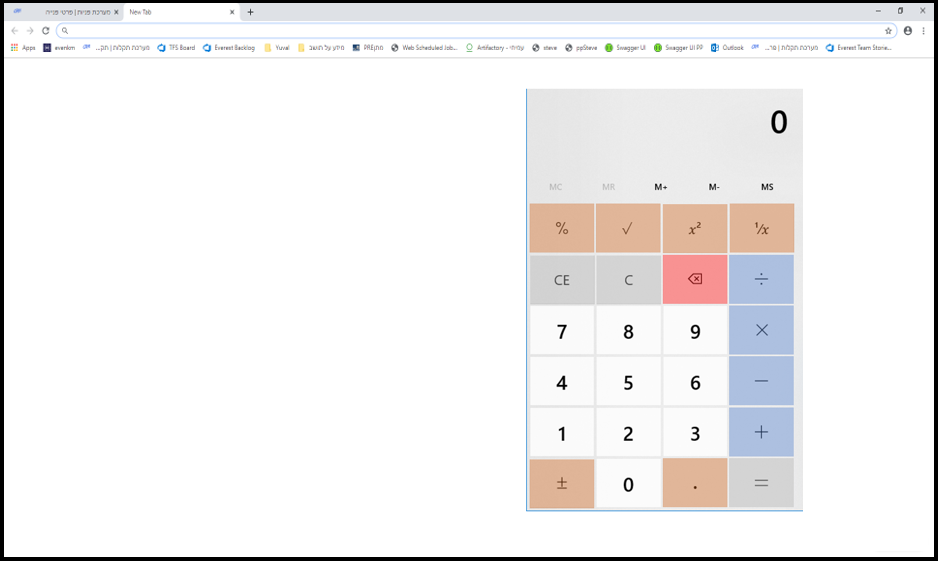 מערכת פניות | פרטי פנייה New Tab
Apps evenkm מערכת תקלות | תק... TFS Board Everest Backlog Yuval מידע על תושב PREמתן Web Scheduled Job... Artifactory - עמיחי steve ppSteve Swagger UI Swagger UI PP Outlook מערכת תקלות | פר... Everest Team Storie...
0
MC MR M+ M- MS
% √ x² ¹/x
CE C ÷
7 8 9 ×
4 5 6 −
1 2 3 +
± 0 . =